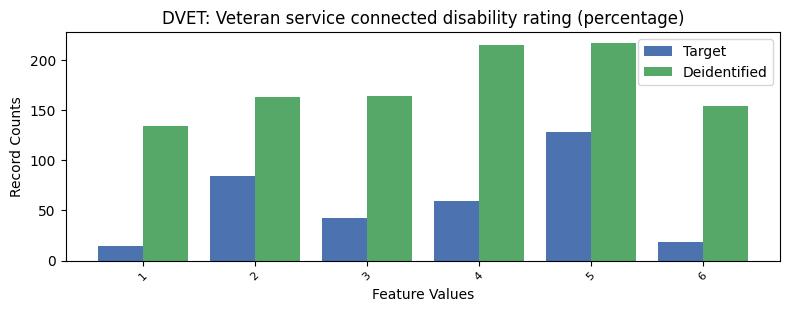 DVET: Veteran service connected disability rating (percentage)
Target
Deidentified
Record Counts
200
150
100
50
0
1 2 3 4 5 6
Feature Values